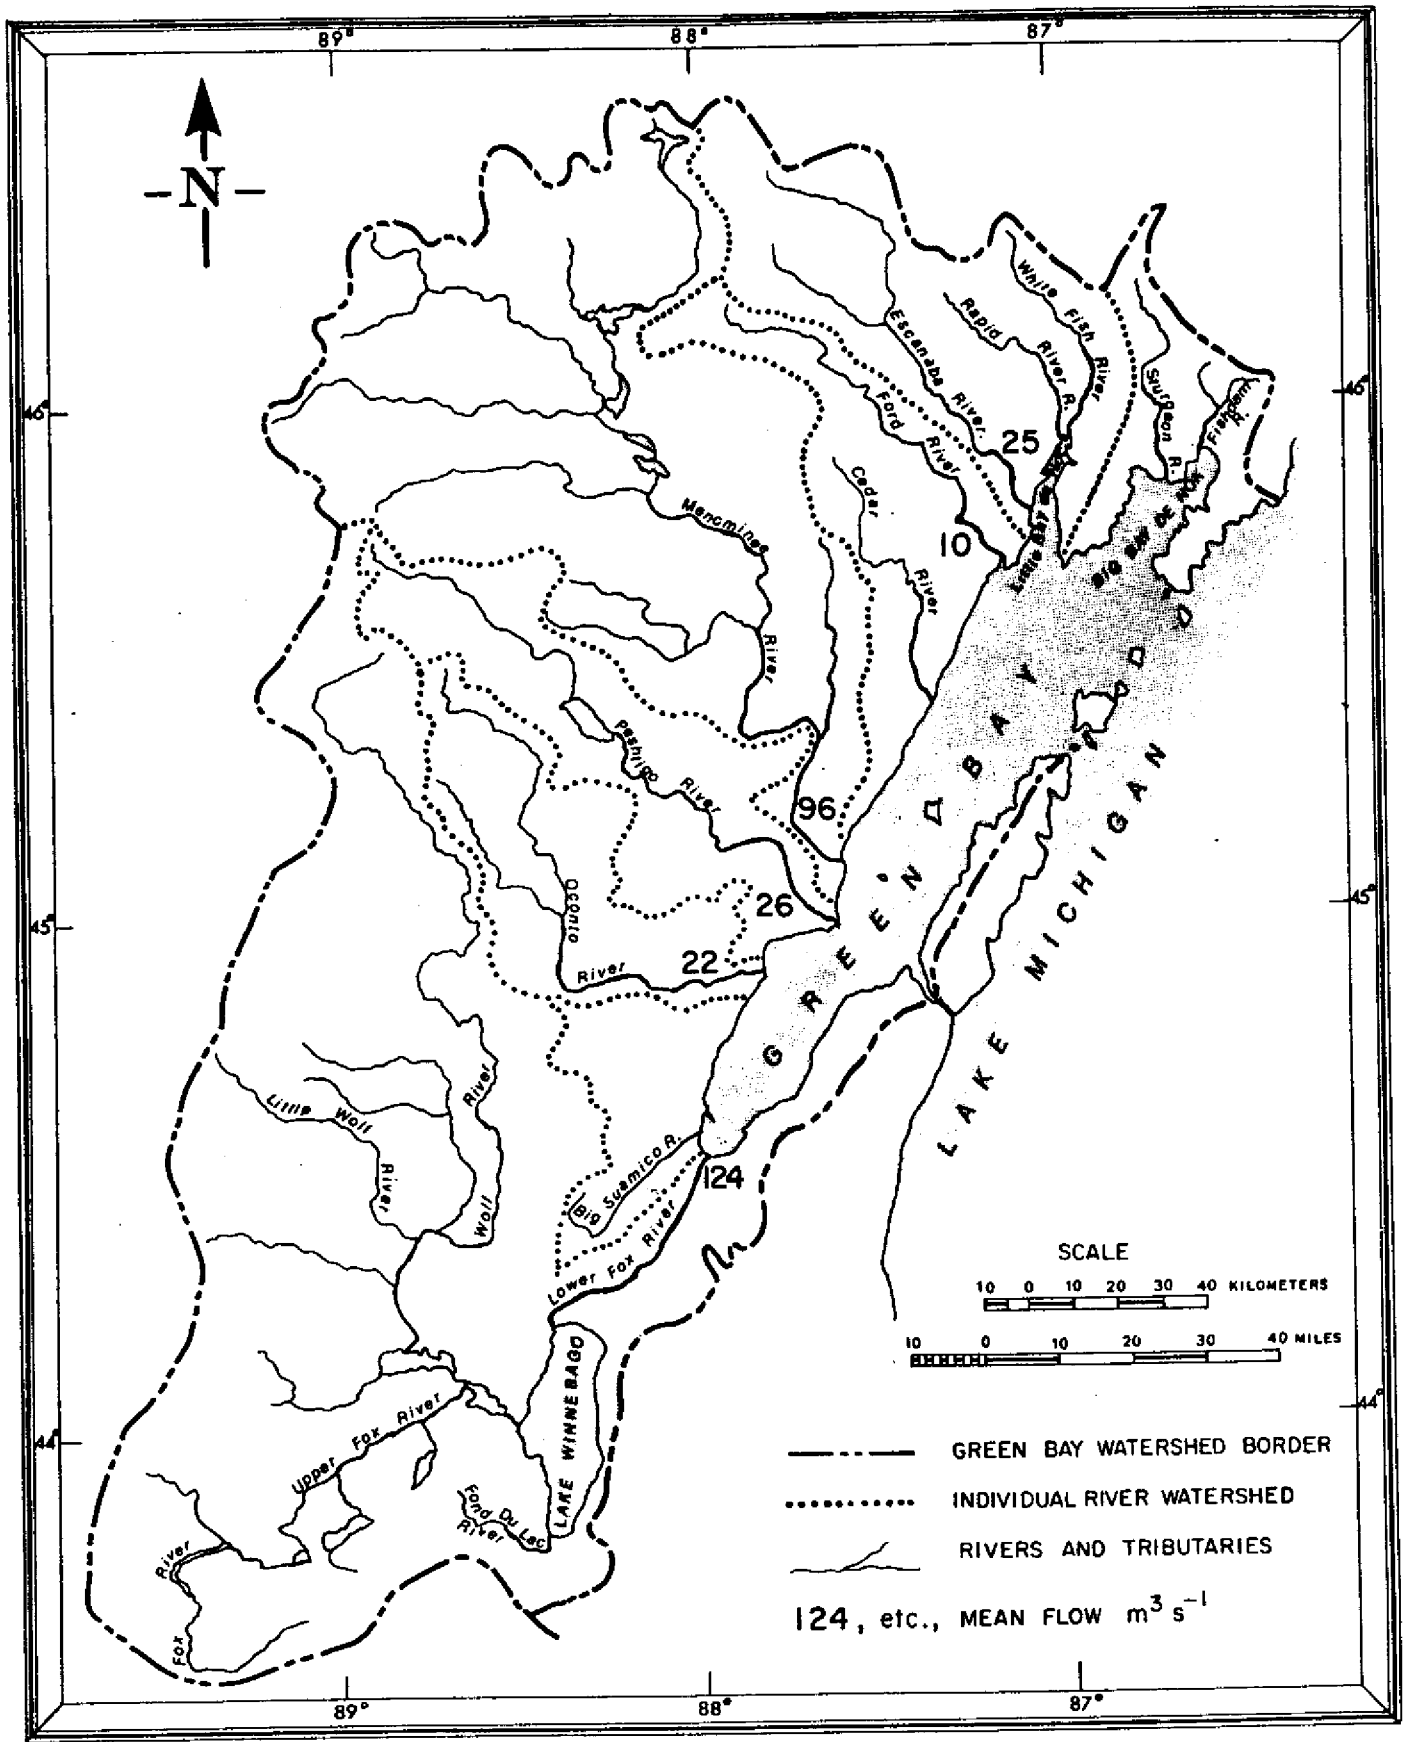 89° 88° 87°
- N -
White Fish River
Rapid River R.
Escanaba River
Sturgeon R.
Fishdam R.
46° 46°
Ford River
25
Cedar River
10
Little Bay de Noc
BIG BAY DE NOC
Menominee River
Peshtigo River
96
GREEN BAY
LAKE MICHIGAN
45° 45°
26
Oconto River
22
Little Wolf River
Wolf River
Big Suamico R.
124
Lower Fox River
LAKE WINNEBAGO
Upper Fox River
44° 44°
Fond Du Lac River
Fox River
SCALE
10 0 10 20 30 40 KILOMETERS
10 0 10 20 30 40 MILES
GREEN BAY WATERSHED BORDER
INDIVIDUAL RIVER WATERSHED
RIVERS AND TRIBUTARIES
124, etc., MEAN FLOW m³ s⁻¹
89° 88° 87°